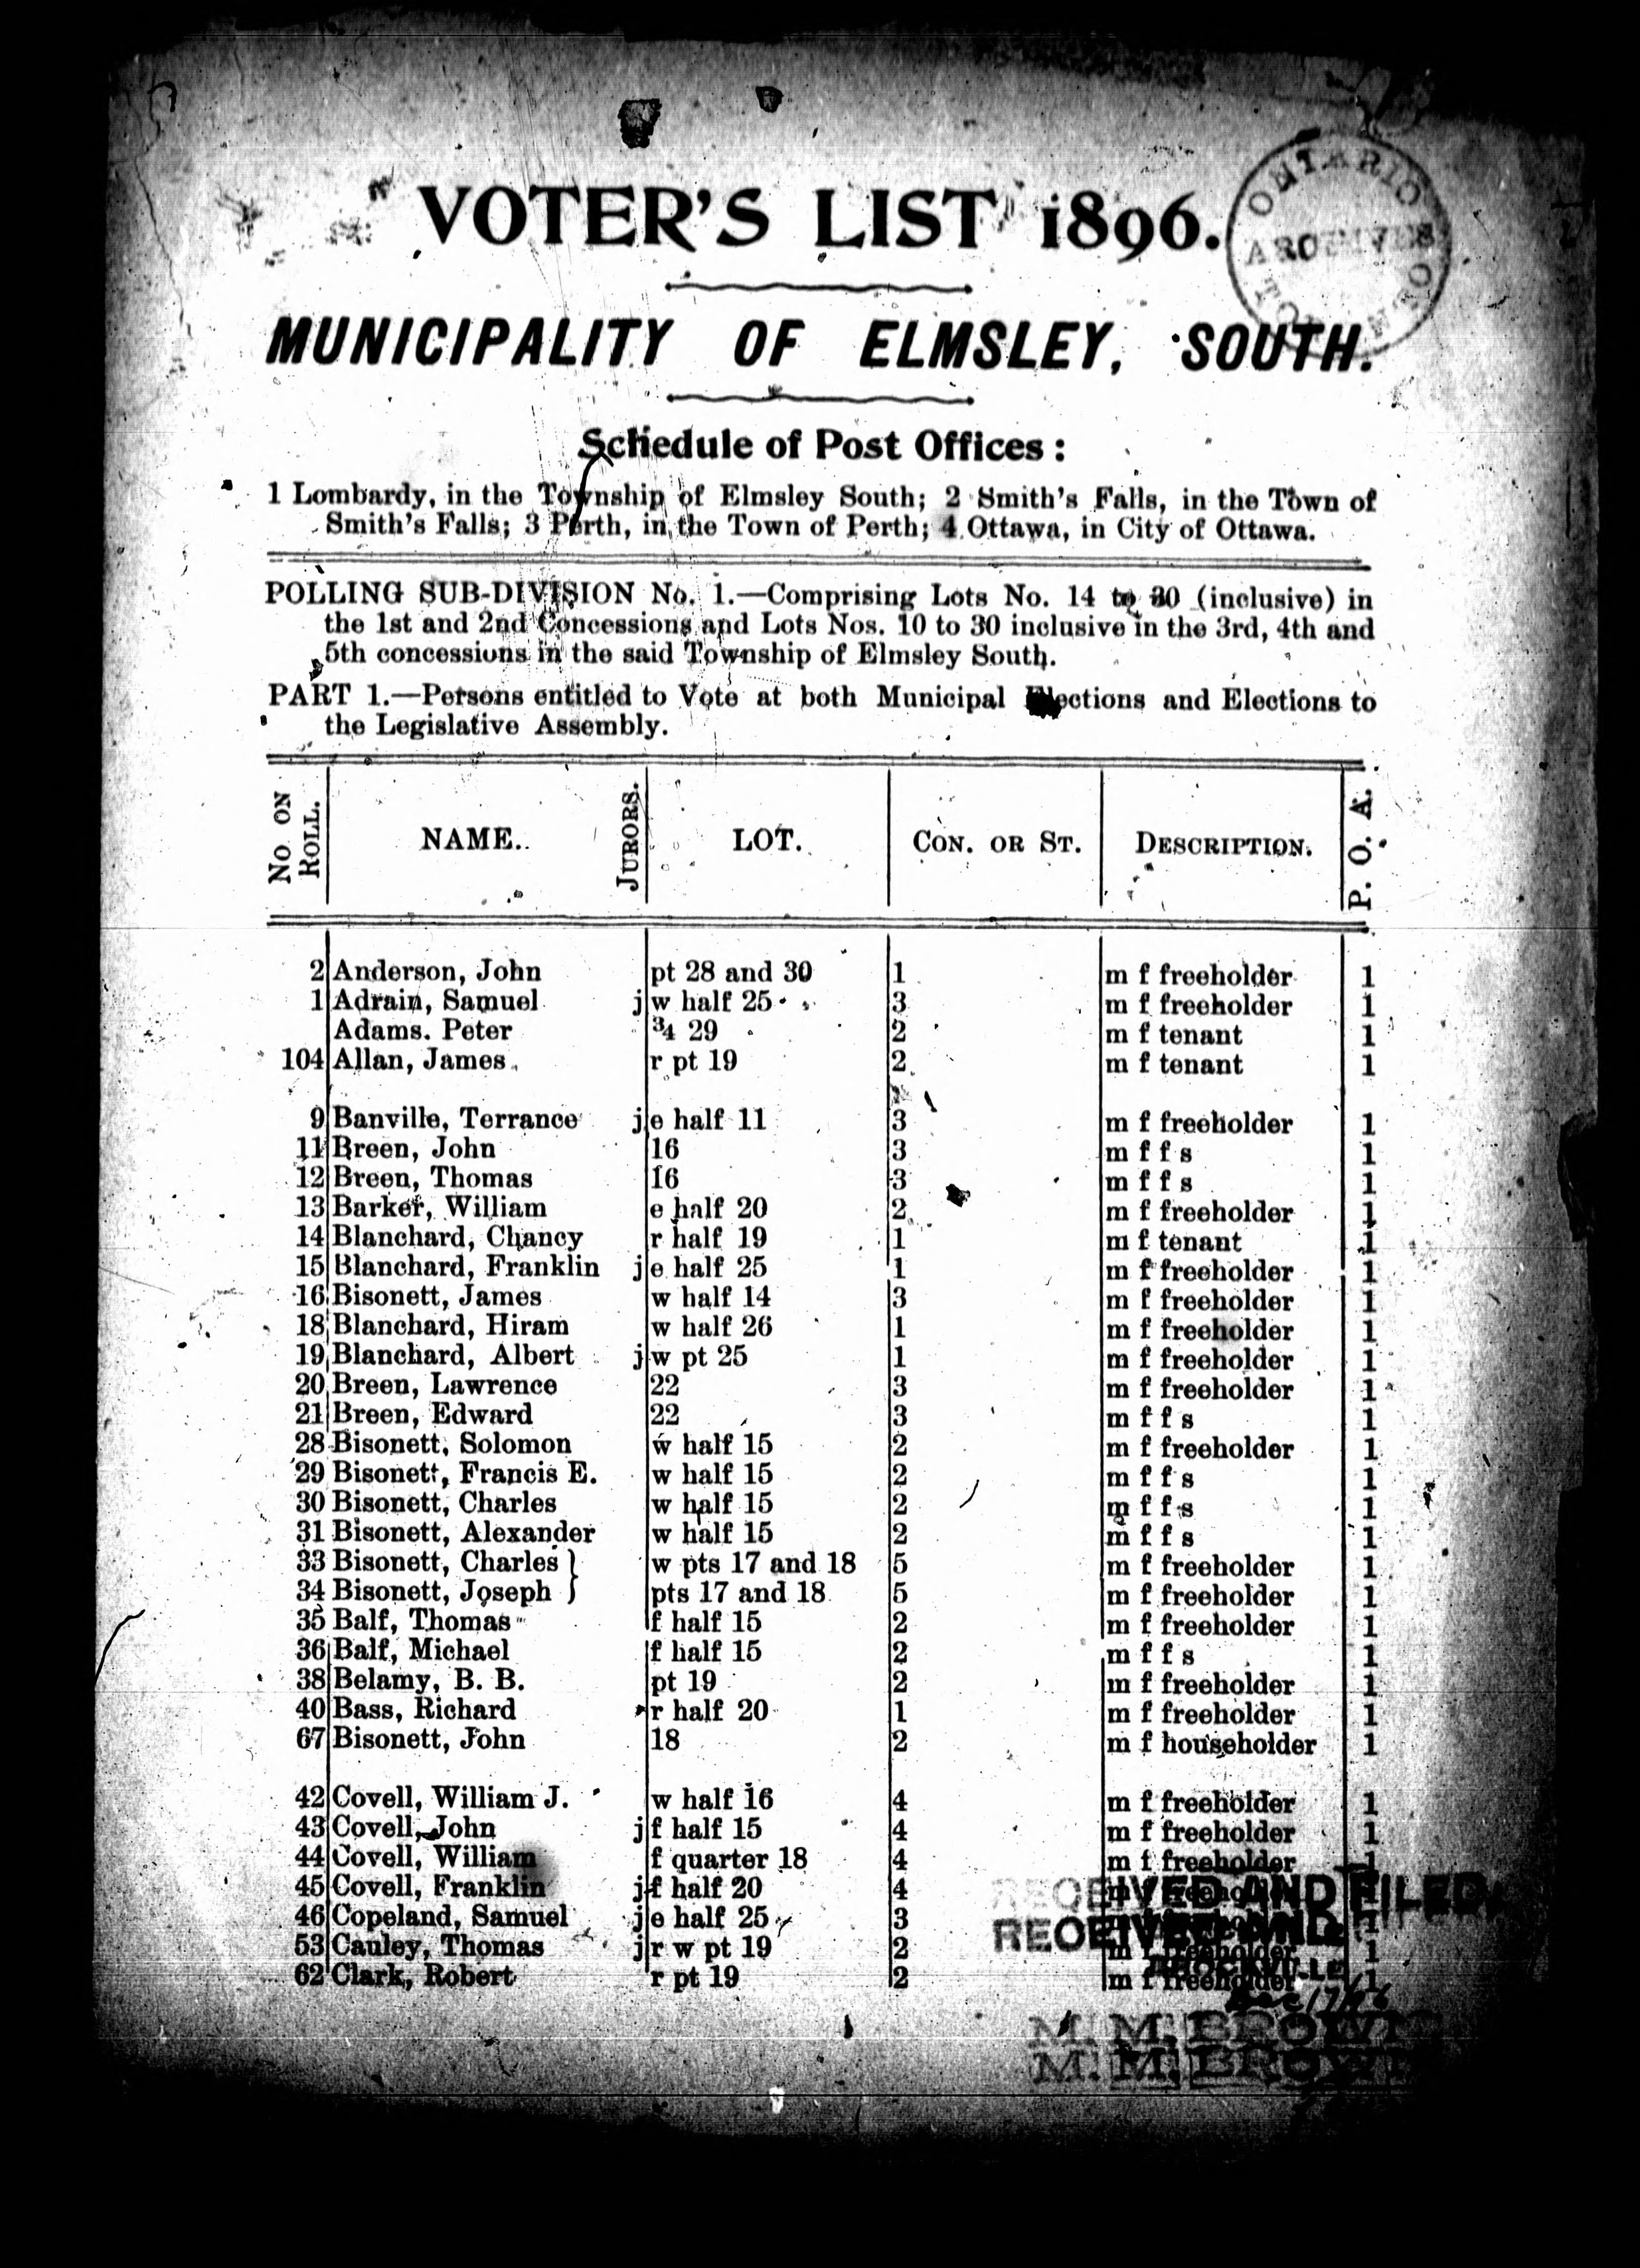 ONTARIO
ARCHIVES
TORONTO
VOTER'S LIST 1896.
MUNICIPALITY OF ELMSLEY, SOUTH.
Schedule of Post Offices :
1 Lombardy, in the Township of Elmsley South; 2 Smith's Falls, in the Town of
Smith's Falls; 3 Perth, in the Town of Perth; 4 Ottawa, in City of Ottawa.
POLLING SUB-DIVISION No. 1.—Comprising Lots No. 14 to 30 (inclusive) in
the 1st and 2nd Concessions and Lots Nos. 10 to 30 inclusive in the 3rd, 4th and
5th concessions in the said Township of Elmsley South.
PART 1.—Persons entitled to Vote at both Municipal Elections and Elections to
the Legislative Assembly.
No. ON ROLL. NAME. JURORS. LOT. CON. OR ST. DESCRIPTION. P. O. A.
2 Anderson, John pt 28 and 30 1 m f freeholder 1
1 Adrain, Samuel j w half 25 3 m f freeholder 1
Adams. Peter ¾ 29 2 m f tenant 1
104 Allan, James r pt 19 2 m f tenant 1
9 Banville, Terrance j e half 11 3 m f freeholder 1
11 Breen, John 16 3 m f f s 1
12 Breen, Thomas 16 3 m f f s 1
13 Barker, William e half 20 2 m f freeholder 1
14 Blanchard, Chancy r half 19 1 m f tenant 1
15 Blanchard, Franklin j e half 25 1 m f freeholder 1
16 Bisonett, James w half 14 3 m f freeholder 1
18 Blanchard, Hiram w half 26 1 m f freeholder 1
19 Blanchard, Albert j w pt 25 1 m f freeholder 1
20 Breen, Lawrence 22 3 m f freeholder 1
21 Breen, Edward 22 3 m f f s 1
28 Bisonett, Solomon w half 15 2 m f freeholder 1
29 Bisonett, Francis E. w half 15 2 m f f s 1
30 Bisonett, Charles w half 15 2 m f f s 1
31 Bisonett, Alexander w half 15 2 m f f s 1
33 Bisonett, Charles } w pts 17 and 18 5 m f freeholder 1
34 Bisonett, Joseph } pts 17 and 18 5 m f freeholder 1
35 Balf, Thomas f half 15 2 m f freeholder 1
36 Balf, Michael f half 15 2 m f f s 1
38 Belamy, B. B. pt 19 2 m f freeholder 1
40 Bass, Richard r half 20 1 m f freeholder 1
67 Bisonett, John 18 2 m f householder 1
42 Covell, William J. w half 16 4 m f freeholder 1
43 Covell, John j f half 15 4 m f freeholder 1
44 Covell, William f quarter 18 4 m f freeholder 1
45 Covell, Franklin j f half 20 4 m f freeholder 1
46 Copeland, Samuel j e half 25 3 1
53 Cauley, Thomas j r w pt 19 2 m f freeholder 1
62 Clark, Robert r pt 19 2 m f freeholder 1
RECEIVED AND FILED,
RECEIVED AND
BROCKVILLE
M. M. BROWN
M. M. BROWN